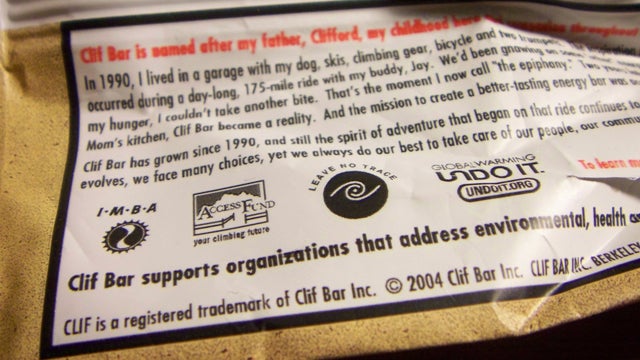 Clif Bar is named after my father, Clifford, my childhood hero
In 1990, I lived in a garage with my dog, skis, climbing gear, bicycle and two
occurred during a day-long, 175-mile ride with my buddy, Jay. We'd been gnawing
my hunger, I couldn't take another bite. That's the moment I now call "the epiphany." Two
Mom's kitchen, Clif Bar became a reality. And the mission to create a better-tasting energy bar was
Clif Bar has grown since 1990, and still the spirit of adventure that began on that ride continues
evolves, we face many choices, yet we always do our best to take care of our people, our
To learn
I·M·B·A
ACCESS FUND
your climbing future
LEAVE NO TRACE
GLOBAL WARMING
UNDO IT
UNDOIT.ORG
Clif Bar supports organizations that address environmental, health
CLIF is a registered trademark of Clif Bar Inc. © 2004 Clif Bar Inc. CLIF BAR INC. BERKELEY